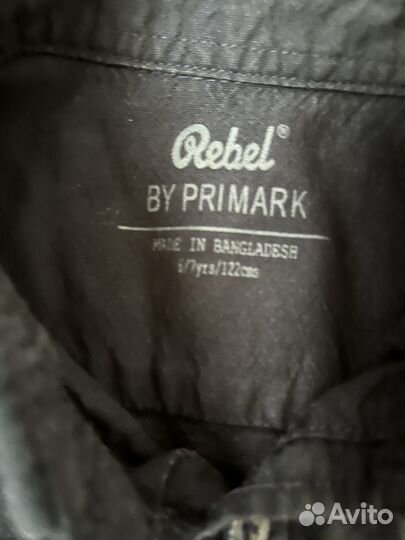 Rebel®
BY PRIMARK
MADE IN BANGLADESH
6/7yrs/122cms
Avito